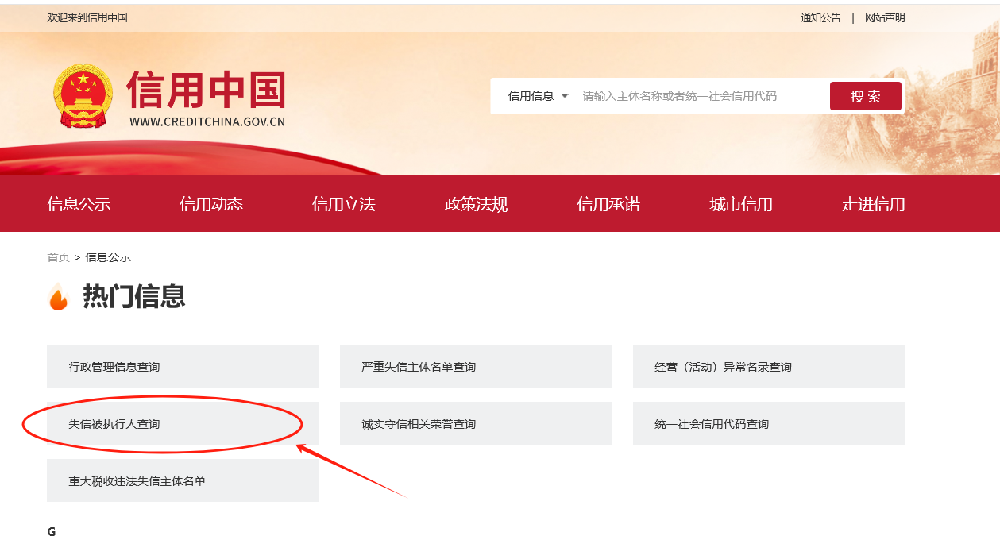 欢迎来到信用中国
通知公告 | 网站声明
信用中国
WWW.CREDITCHINA.GOV.CN
信用信息 请输入主体名称或者统一社会信用代码 搜 索
信息公示 信用动态 信用立法 政策法规 信用承诺 城市信用 走进信用
首页 > 信息公示
热门信息
行政管理信息查询 严重失信主体名单查询 经营（活动）异常名录查询
失信被执行人查询 诚实守信相关荣誉查询 统一社会信用代码查询
重大税收违法失信主体名单
G